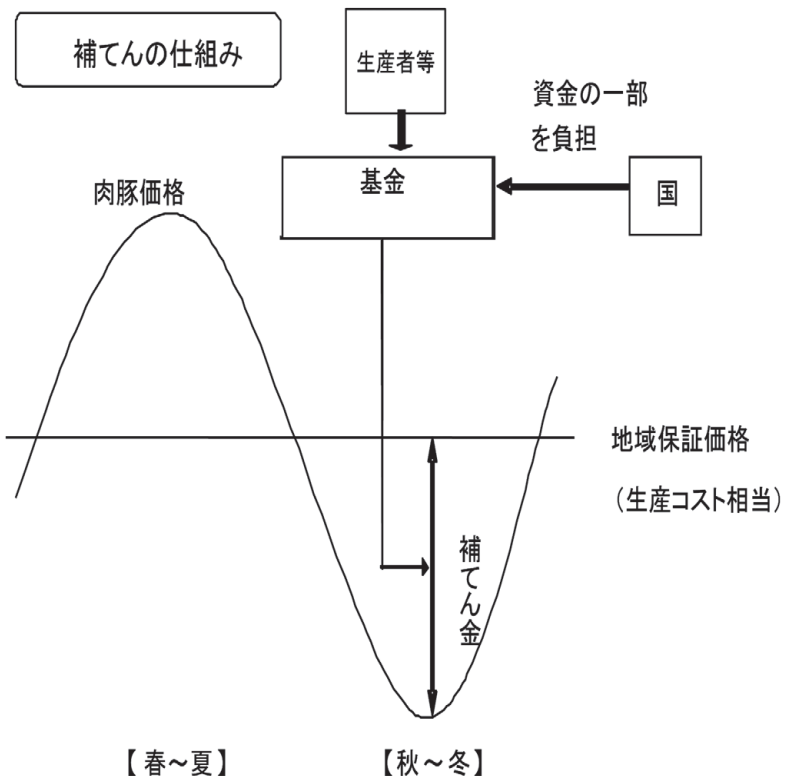 補てんの仕組み
生産者等
資金の一部
を負担
基金
国
肉豚価格
地域保証価格
（生産コスト相当）
補てん金
【春～夏】
【秋～冬】